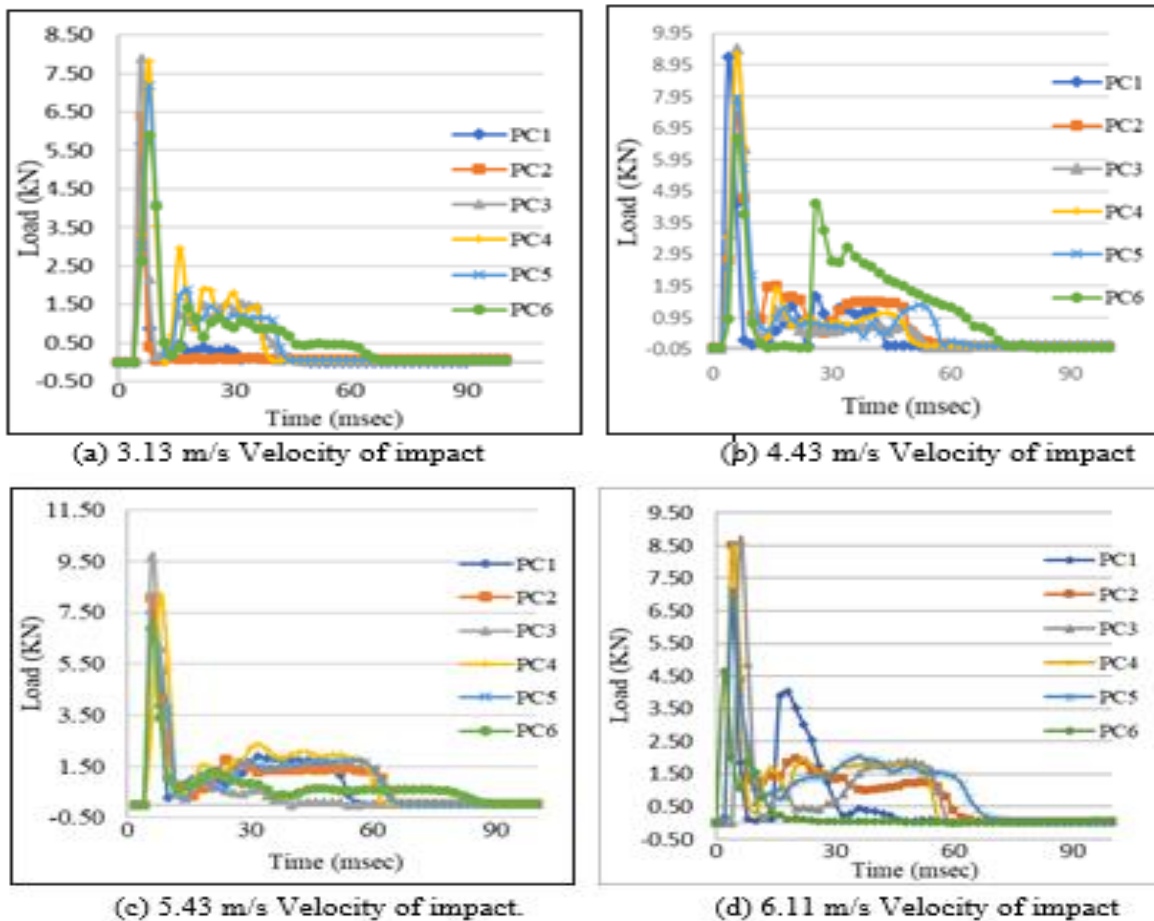 8.50
7.50
6.50
5.50
4.50
3.50
2.50
1.50
0.50
-0.50
Load (kN)
0 30 60 90
Time (msec)
PC1
PC2
PC3
PC4
PC5
PC6
(a) 3.13 m/s Velocity of impact
9.95
8.95
7.95
6.95
5.95
4.95
3.95
2.95
1.95
0.95
-0.05
Load (KN)
0 30 60 90
Time (msec)
PC1
PC2
PC3
PC4
PC5
PC6
(b) 4.43 m/s Velocity of impact
11.50
9.50
7.50
5.50
3.50
1.50
-0.50
Load (KN)
0 30 60 90
Time (msec)
PC1
PC2
PC3
PC4
PC5
PC6
(c) 5.43 m/s Velocity of impact.
9.50
8.50
7.50
6.50
5.50
4.50
3.50
2.50
1.50
0.50
-0.50
Load (KN)
0 30 60 90
Time (msec)
PC1
PC2
PC3
PC4
PC5
PC6
(d) 6.11 m/s Velocity of impact